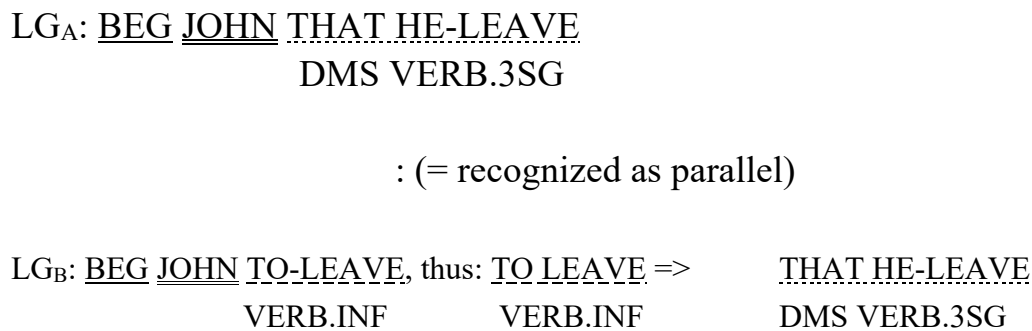 LGA: BEG JOHN THAT HE-LEAVE
DMS VERB.3SG
: (= recognized as parallel)
LGB: BEG JOHN TO-LEAVE, thus: TO LEAVE => THAT HE-LEAVE
VERB.INF VERB.INF DMS VERB.3SG